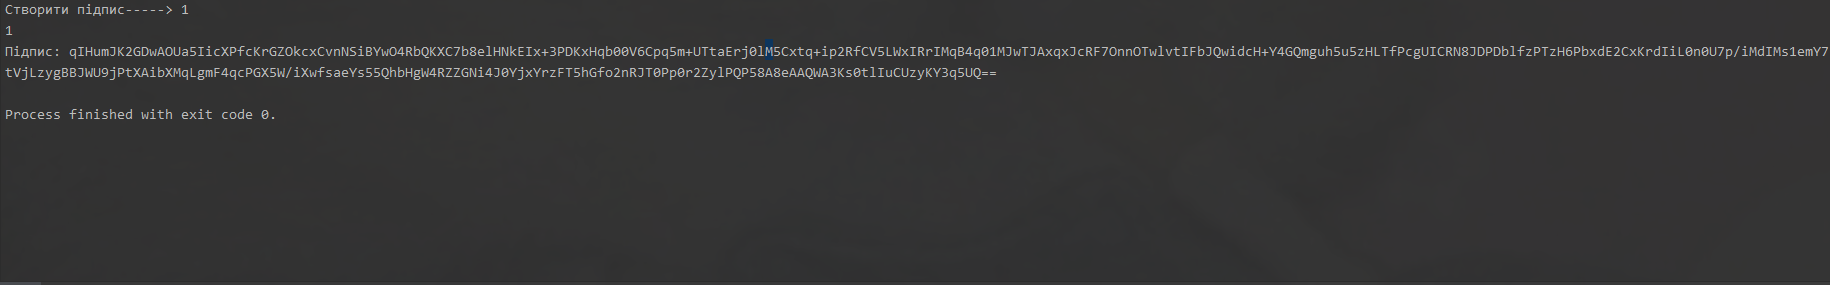 Створити підпис-----> 1
1
Підпис: qIHumJK2GDwAOUa5IicXPfcKrGZOkcxCvnNSiBYwO4RbQKXC7b8elHNkEIx+3PDKxHqb00V6Cpq5m+UTtaErj0lM5Cxtq+ip2RfCV5LWxIRrIMqB4q01MJwTJAxqxJcRF7OnnOTwlvtIFbJQwidcH+Y4GQmguh5u5zHLTfPcgUICRN8JDPDblfzPTzH6PbxdE2CxKrdIiL0n0U7p/iMdIMs1emY7
tVjLzygBBJWU9jPtXAibXMqLgmF4qcPGX5W/iXwfsaeYs55QhbHgW4RZZGNi4J0YjxYrzFT5hGfo2nRJT0Pp0r2ZylPQP58A8eAAQWA3Ks0tlIuCUzyKY3q5UQ==
Process finished with exit code 0.